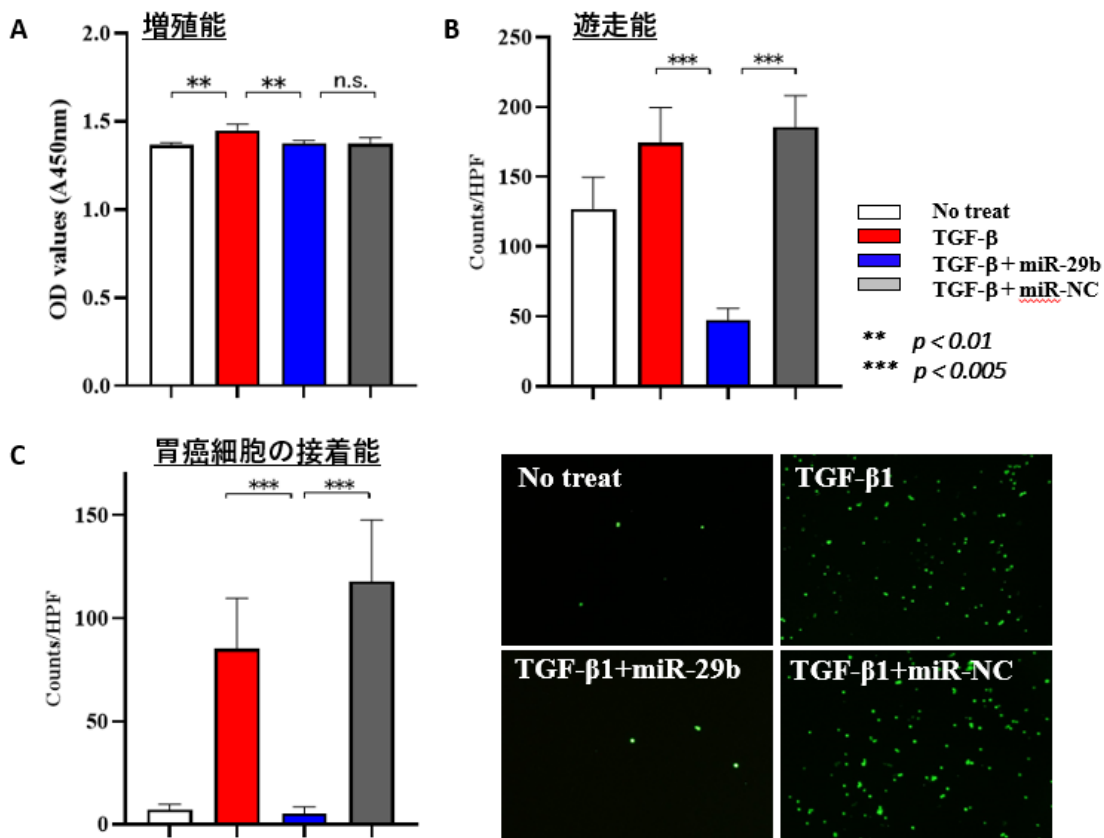 A 増殖能
2.0
1.5
1.0
0.5
0.0
OD values (A450nm)
** ** n.s.
B 遊走能
250
200
150
100
50
0
Counts/HPF
*** ***
No treat
TGF-β
TGF-β + miR-29b
TGF-β + miR-NC
** p < 0.01
*** p < 0.005
C 胃癌細胞の接着能
150
100
50
0
Counts/HPF
*** ***
No treat
TGF-β1
TGF-β1+miR-29b
TGF-β1+miR-NC